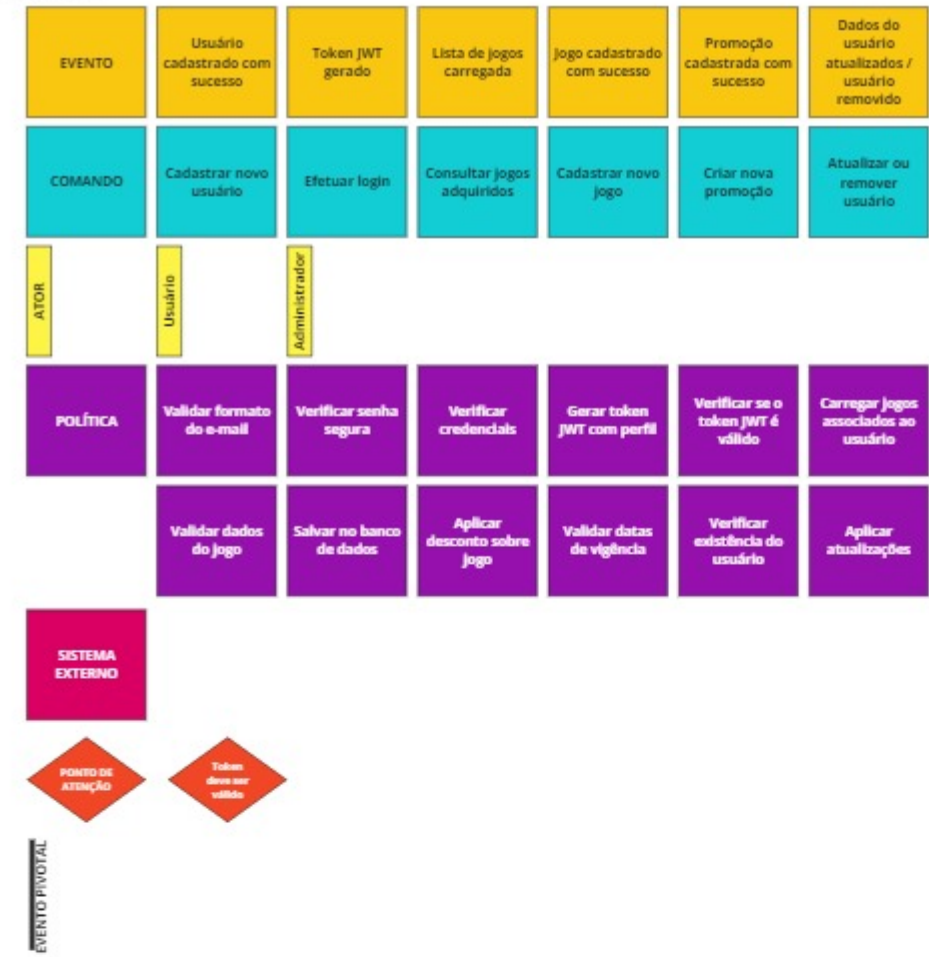 EVENTO
Usuário
cadastrado com
sucesso
Token JWT
gerado
Lista de jogos
carregada
Jogo cadastrado
com sucesso
Promoção
cadastrada com
sucesso
Dados do
usuário
atualizados /
usuário
removido
COMANDO
Cadastrar novo
usuário
Efetuar login
Consultar jogos
adquiridos
Cadastrar novo
jogo
Criar nova
promoção
Atualizar ou
remover
usuário
ATOR
Usuário
Administrador
POLÍTICA
Validar formato
do e-mail
Verificar senha
segura
Verificar
credenciais
Gerar token
JWT com perfil
Verificar se o
token JWT é
válido
Carregar jogos
associados ao
usuário
Validar dados
do jogo
Salvar no banco
de dados
Aplicar
desconto sobre
jogo
Validar datas
de vigência
Verificar
existência do
usuário
Aplicar
atualizações
SISTEMA
EXTERNO
PONTO DE
ATENÇÃO
Token
deve ser
válido
EVENTO PIVOTAL